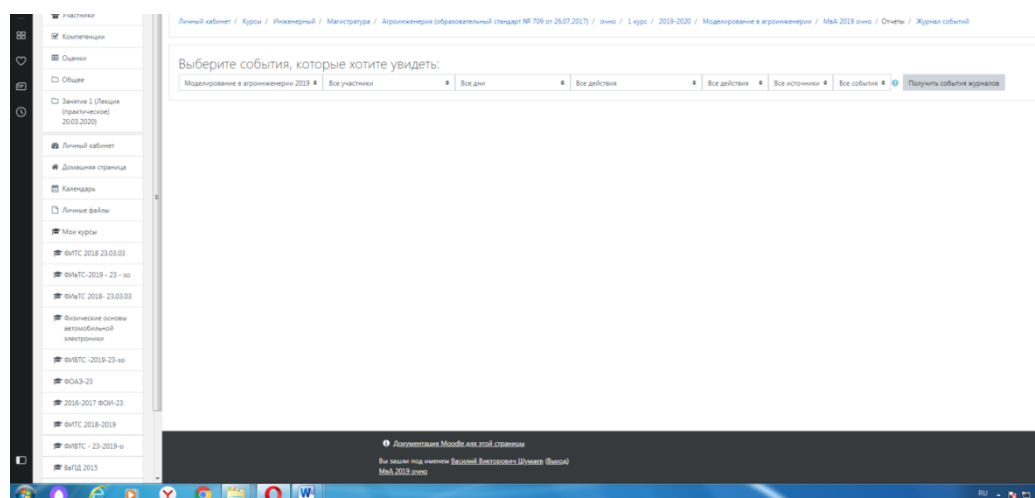 Участники
Компетенции
Оценки
Общее
Занятие 1 (Лекция
(практическое)
20.03.2020)
Личный кабинет
Домашняя страница
Календарь
Личные файлы
Мои курсы
ФИТС 2018 23.03.03
ФИвТС-2019 - 23 - зо
ФИвТС 2018- 23.03.03
Физические основы
автомобильной
электроники
ФИВТС -2019-23-зо
ФОАЭ-23
2016-2017 ФОИ-23
ФИТС 2018-2019
ФИВТС - 23-2019-о
ВвПД 2015
Личный кабинет / Курсы / Инженерный / Магистратура / Агроинженерия (образовательный стандарт № 709 от 26.07.2017) / очно / 1 курс / 2019-2020 / Моделирование в агроинженерии / МвА 2019 очно / Отчеты / Журнал событий
Выберите события, которые хотите увидеть:
Моделирование в агроинженерии 2019 Все участники Все дни Все действия Все действия Все источники Все события Получить события журналов
Документация Moodle для этой страницы
Вы зашли под именем Василий Викторович Шумаев (Выход)
МвА 2019 очно
RU